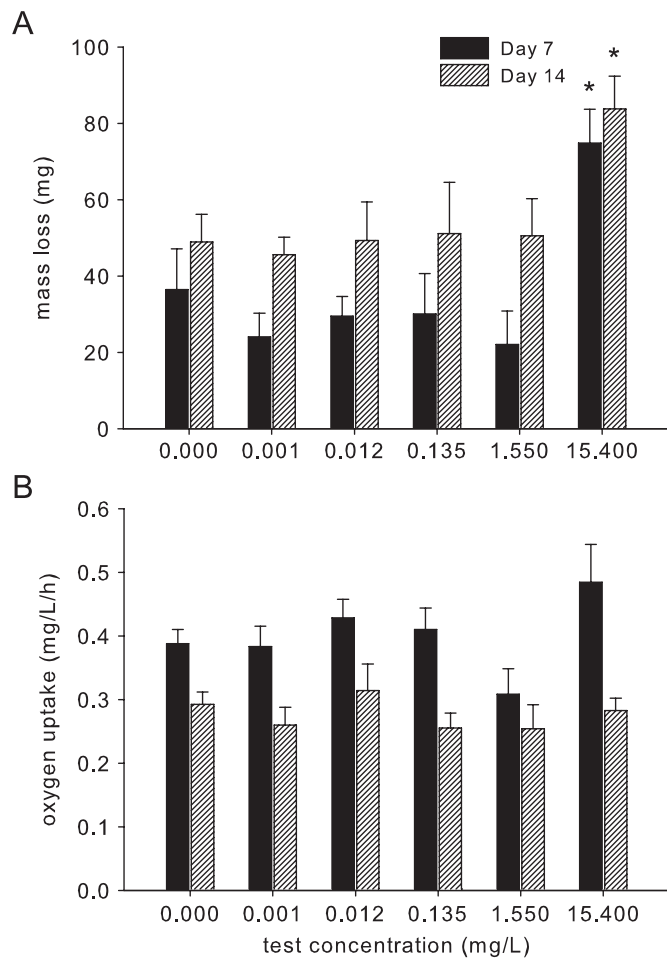 A
100
80
60
40
20
0
mass loss (mg)
Day 7
Day 14
* *
0.000 0.001 0.012 0.135 1.550 15.400
B
0.6
0.5
0.4
0.3
0.2
0.1
0.0
oxygen uptake (mg/L/h)
0.000 0.001 0.012 0.135 1.550 15.400
test concentration (mg/L)